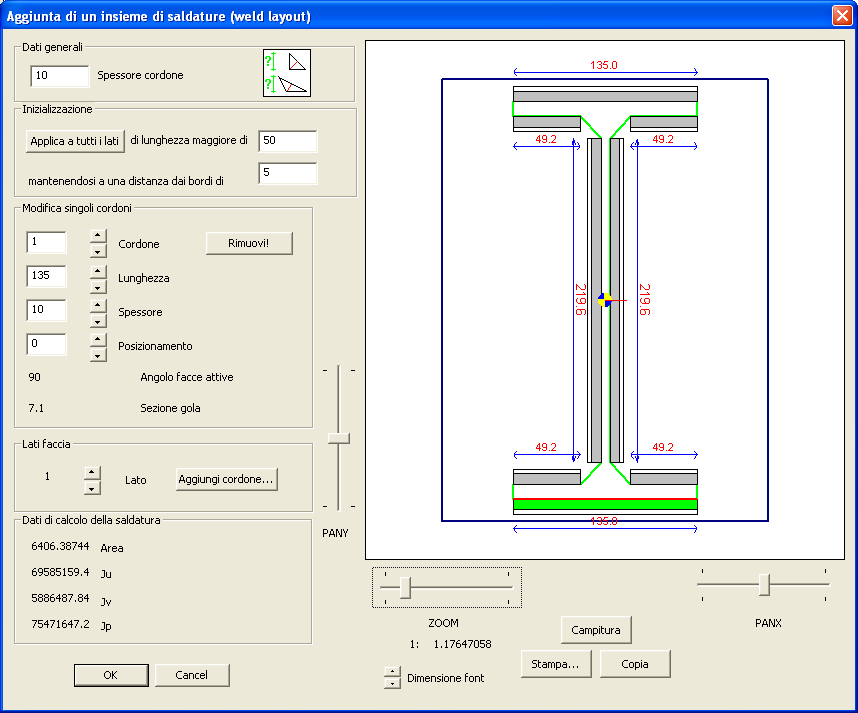 Aggiunta di un insieme di saldature (weld layout)
Dati generali
10 Spessore cordone
?
?
Inizializzazione
Applica a tutti i lati di lunghezza maggiore di 50
mantenendosi a una distanza dai bordi di 5
Modifica singoli cordoni
1 Cordone Rimuovi!
135 Lunghezza
10 Spessore
0 Posizionamento
90 Angolo facce attive
7.1 Sezione gola
Lati faccia
1 Lato Aggiungi cordone...
Dati di calcolo della saldatura
6406.38744 Area
69585159.4 Ju
5886487.84 Jv
75471647.2 Jp
OK Cancel
PANY
135.0
49.2 49.2
219.6 219.6
49.2 49.2
135.0
ZOOM
1: 1.17647058
Dimensione font
PANX
Campitura
Stampa... Copia